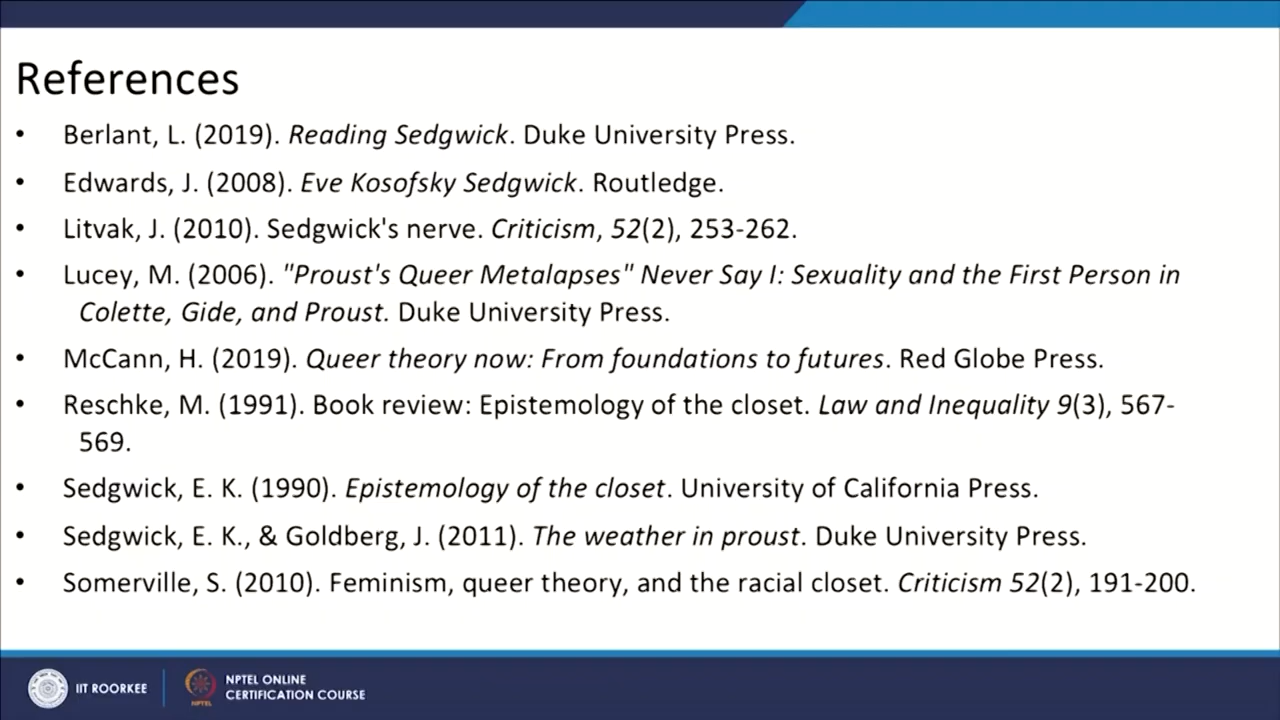 References
• Berlant, L. (2019). Reading Sedgwick. Duke University Press.
• Edwards, J. (2008). Eve Kosofsky Sedgwick. Routledge.
• Litvak, J. (2010). Sedgwick's nerve. Criticism, 52(2), 253-262.
• Lucey, M. (2006). "Proust's Queer Metalapses" Never Say I: Sexuality and the First Person in
Colette, Gide, and Proust. Duke University Press.
• McCann, H. (2019). Queer theory now: From foundations to futures. Red Globe Press.
• Reschke, M. (1991). Book review: Epistemology of the closet. Law and Inequality 9(3), 567-
569.
• Sedgwick, E. K. (1990). Epistemology of the closet. University of California Press.
• Sedgwick, E. K., & Goldberg, J. (2011). The weather in proust. Duke University Press.
• Somerville, S. (2010). Feminism, queer theory, and the racial closet. Criticism 52(2), 191-200.
IIT ROORKEE
NPTEL
NPTEL ONLINE
CERTIFICATION COURSE